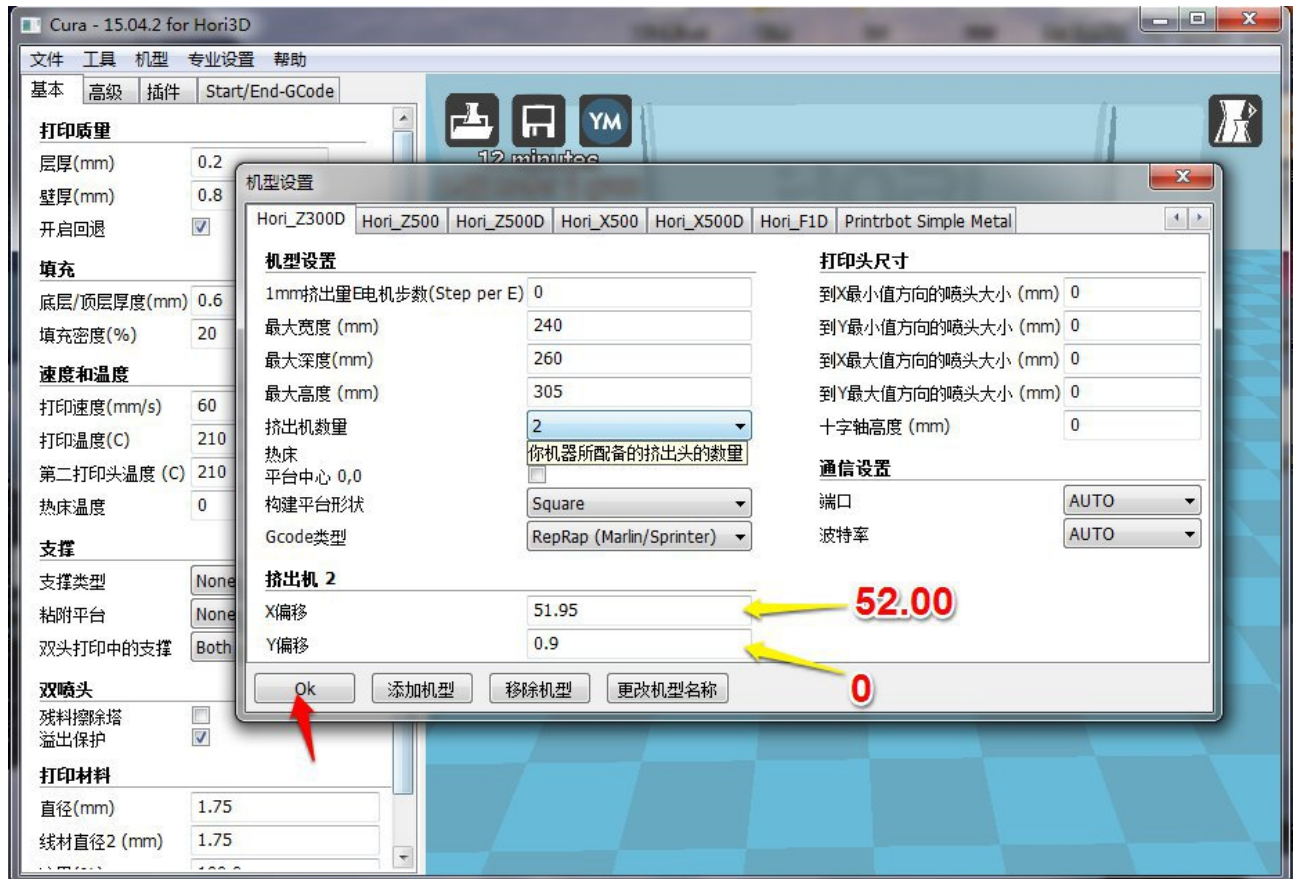 Cura - 15.04.2 for Hori3D
文件 工具 机型 专业设置 帮助
基本 高级 插件 Start/End-GCode
打印质量
层厚(mm) 0.2
壁厚(mm) 0.8
开启回退
填充
底层/顶层厚度(mm) 0.6
填充密度(%) 20
速度和温度
打印速度(mm/s) 60
打印温度(C) 210
第二打印头温度 (C) 210
热床温度 0
支撑
支撑类型 None
粘附平台 None
双头打印中的支撑 Both
双喷头
残料擦除塔
溢出保护
打印材料
直径(mm) 1.75
线材直径2 (mm) 1.75
YM
12 minutes
机型设置
Hori_Z300D Hori_Z500 Hori_Z500D Hori_X500 Hori_X500D Hori_F1D Printrbot Simple Metal
机型设置
1mm挤出量E电机步数(Step per E) 0
最大宽度 (mm) 240
最大深度(mm) 260
最大高度 (mm) 305
挤出机数量 2
热床
你机器所配备的挤出头的数量
平台中心 0,0
构建平台形状 Square
Gcode类型 RepRap (Marlin/Sprinter)
挤出机 2
X偏移 51.95
Y偏移 0.9
打印头尺寸
到X最小值方向的喷头大小 (mm) 0
到Y最小值方向的喷头大小 (mm) 0
到X最大值方向的喷头大小 (mm) 0
到Y最大值方向的喷头大小 (mm) 0
十字轴高度 (mm) 0
通信设置
端口 AUTO
波特率 AUTO
52.00
0
Ok 添加机型 移除机型 更改机型名称